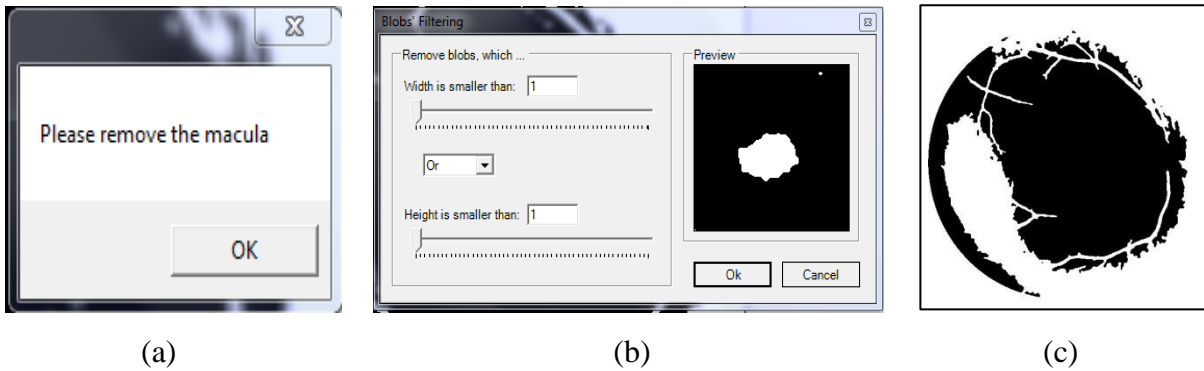 Please remove the macula
OK
Blobs' Filtering
Remove blobs, which ...
Width is smaller than: 1
Or
Height is smaller than: 1
Preview
Ok Cancel
(a) (b) (c)